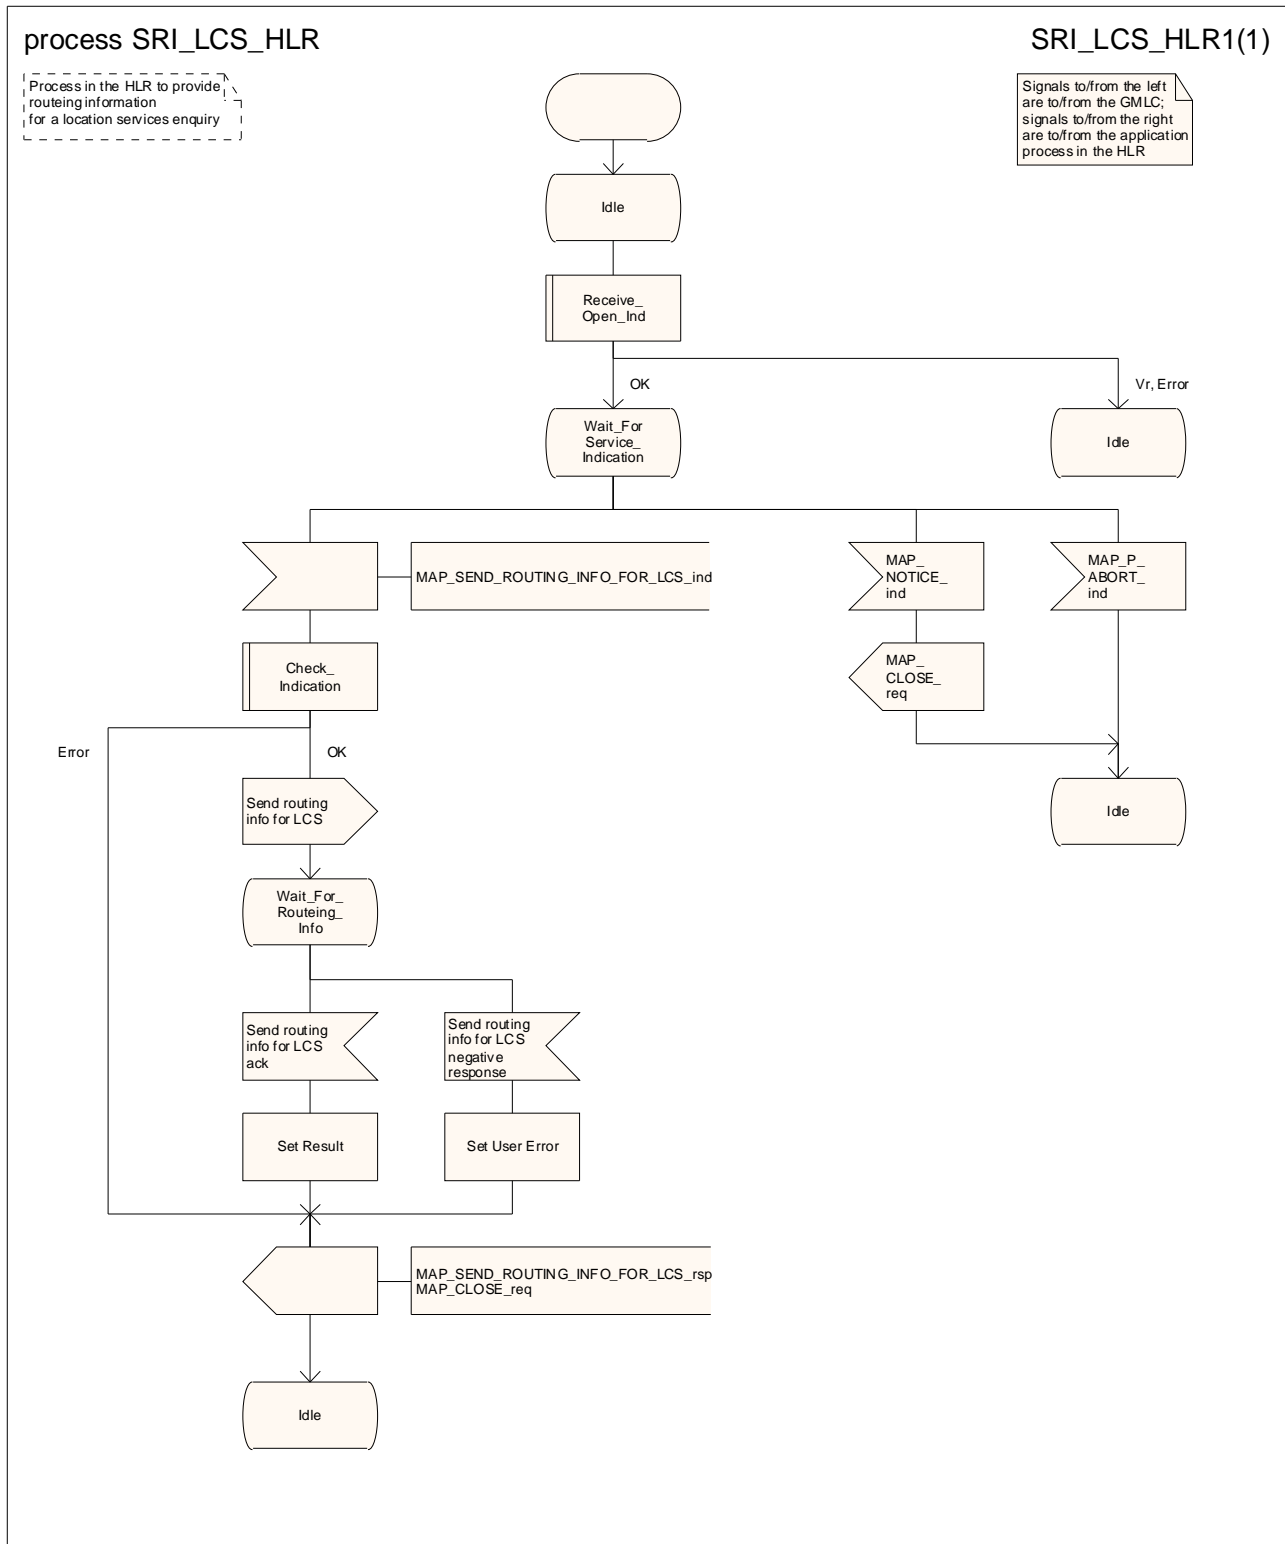 process SRI_LCS_HLR
SRI_LCS_HLR1(1)
Process in the HLR to provide
routeing information
for a location services enquiry
Signals to/from the left
are to/from the GMLC;
signals to/from the right
are to/from the application
process in the HLR
Idle
Receive_
Open_Ind
OK
Vr, Error
Wait_For
Service_
Indication
Idle
MAP_SEND_ROUTING_INFO_FOR_LCS_ind
MAP_
NOTICE_
ind
MAP_P_
ABORT_
ind
Check_
Indication
MAP_
CLOSE_
req
Error
OK
Send routing
info for LCS
Idle
Wait_For_
Routeing_
Info
Send routing
info for LCS
ack
Send routing
info for LCS
negative
response
Set Result
Set User Error
MAP_SEND_ROUTING_INFO_FOR_LCS_rsp
MAP_CLOSE_req
Idle